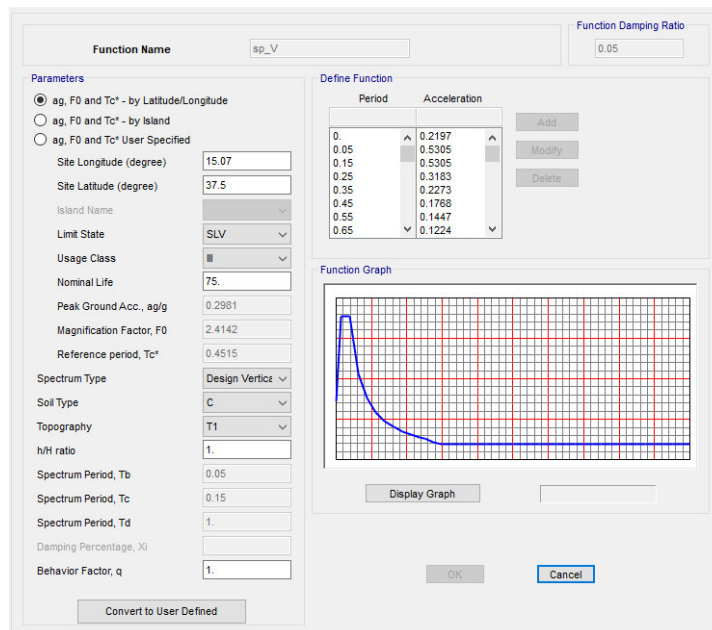 Function Damping Ratio
Function Name sp_V 0.05
Parameters
ag, F0 and Tc* - by Latitude/Longitude
ag, F0 and Tc* - by Island
ag, F0 and Tc* User Specified
Site Longitude (degree) 15.07
Site Latitude (degree) 37.5
Island Name
Limit State SLV
Usage Class III
Nominal Life 75.
Peak Ground Acc., ag/g 0.2981
Magnification Factor, F0 2.4142
Reference period, Tc* 0.4515
Spectrum Type Design Vertica
Soil Type C
Topography T1
h/H ratio 1.
Spectrum Period, Tb 0.05
Spectrum Period, Tc 0.15
Spectrum Period, Td 1.
Damping Percentage, Xi
Behavior Factor, q 1.
Convert to User Defined
Define Function
Period Acceleration
0. 0.2197
0.05 0.5305
0.15 0.5305
0.25 0.3183
0.35 0.2273
0.45 0.1768
0.55 0.1447
0.65 0.1224
Add
Modify
Delete
Function Graph
Display Graph
OK Cancel